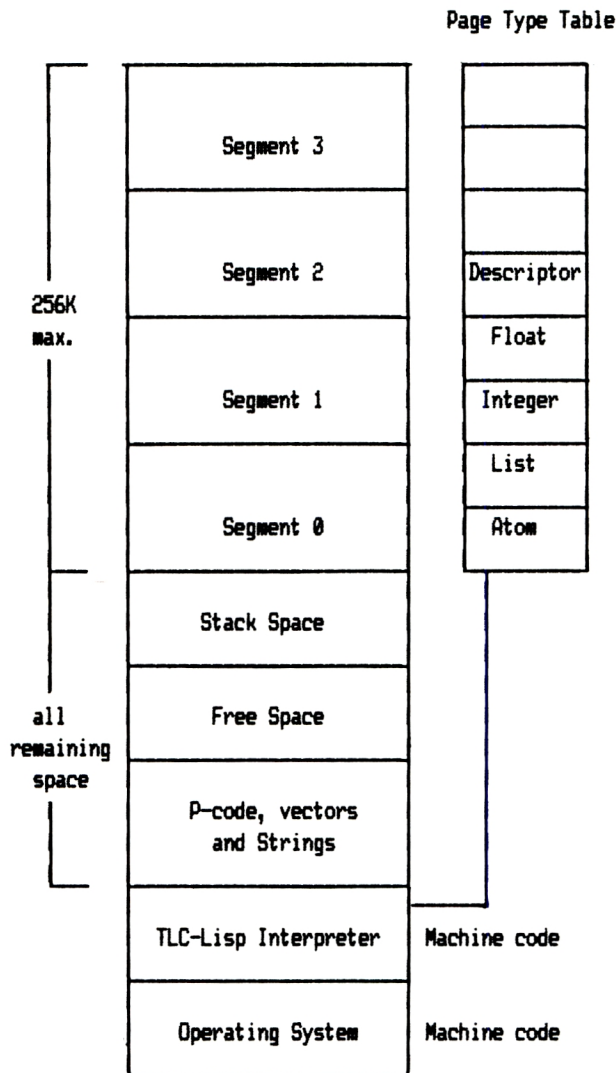 Page Type Table
Segment 3
Segment 2
Descriptor
256K
max.
Float
Segment 1
Integer
List
Segment 0
Atom
Stack Space
all
remaining
space
Free Space
P-code, vectors
and Strings
TLC-Lisp Interpreter
Machine code
Operating System
Machine code